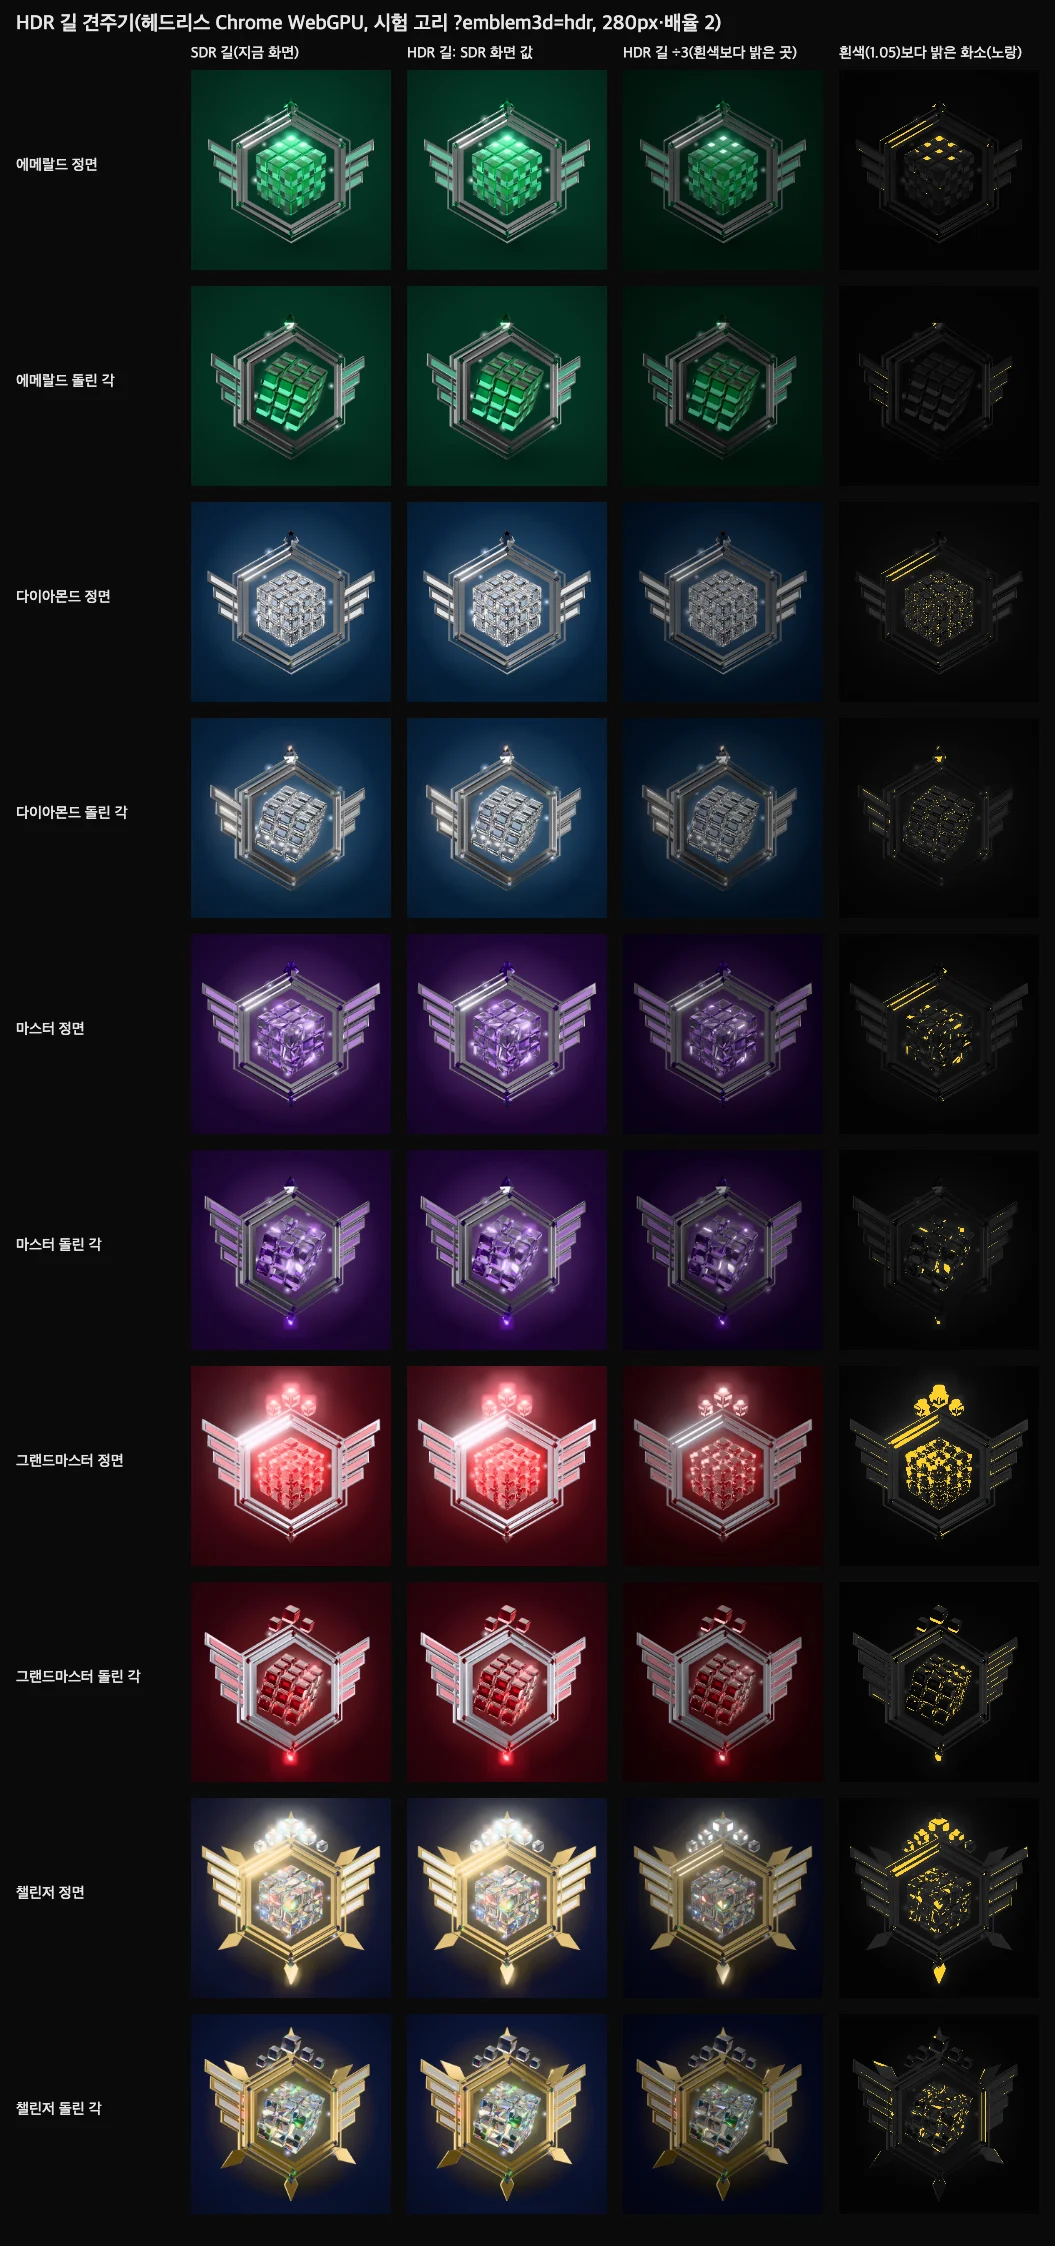 HDR 길 견주기(헤드리스 Chrome WebGPU, 시험 고리 ?emblem3d=hdr, 280px·배율 2)
SDR 길(지금 화면)
HDR 길: SDR 화면 값
HDR 길 ÷3(흰색보다 밝은 곳)
흰색(1.05)보다 밝은 화소(노랑)
에메랄드 정면
에메랄드 돌린 각
다이아몬드 정면
다이아몬드 돌린 각
마스터 정면
마스터 돌린 각
그랜드마스터 정면
그랜드마스터 돌린 각
챌린저 정면
챌린저 돌린 각